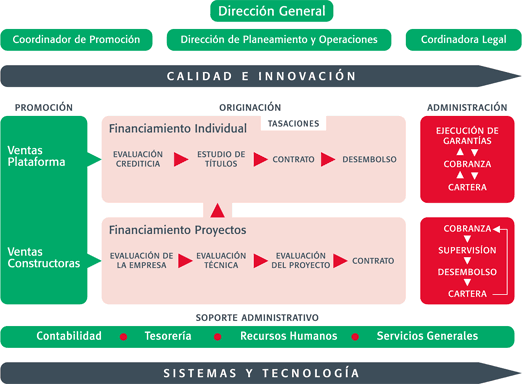 Dirección General
Coordinador de Promoción
Dirección de Planeamiento y Operaciones
Cordinadora Legal
CALIDAD E INNOVACIÓN
PROMOCIÓN
ORIGINACIÓN
ADMINISTRACIÓN
Ventas
Plataforma
Financiamiento Individual
TASACIONES
EVALUACIÓN
CREDITICIA
ESTUDIO DE
TÍTULOS
CONTRATO
DESEMBOLSO
EJECUCIÓN DE
GARANTÍAS
COBRANZA
CARTERA
Ventas
Constructoras
Financiamiento Proyectos
EVALUACIÓN DE
LA EMPRESA
EVALUACIÓN
TÉCNICA
EVALUACIÓN
DEL PROYECTO
CONTRATO
COBRANZA
SUPERVISÍON
DESEMBOLSO
CARTERA
SOPORTE ADMINISTRATIVO
Contabilidad
Tesorería
Recursos Humanos
Servicios Generales
SISTEMAS Y TECNOLOGÍA